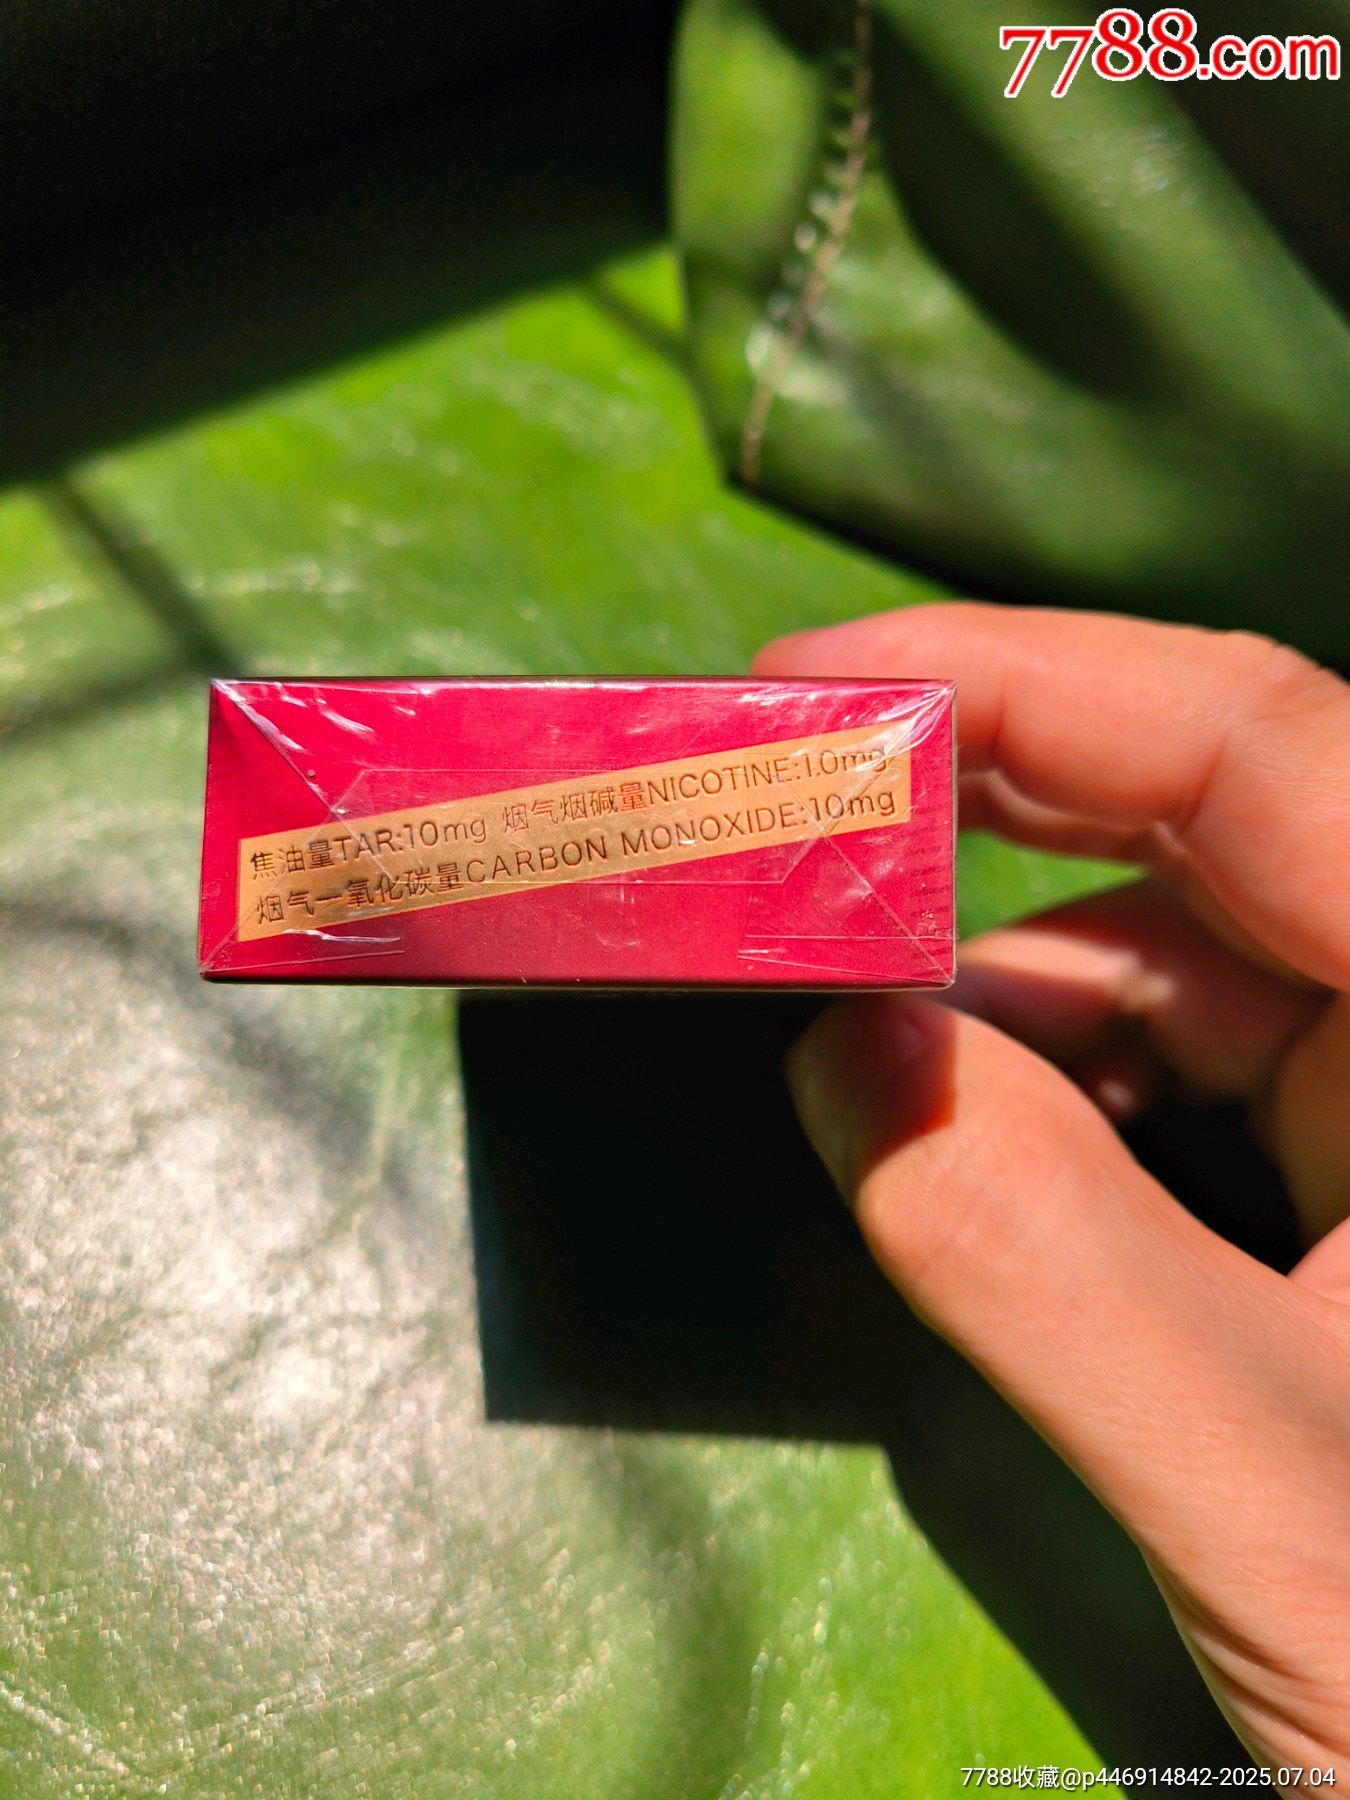 7788.com
焦油量TAR:10mg 烟气烟碱量NICOTINE:1.0mg
烟气一氧化碳量CARBON MONOXIDE:10mg
7788收藏@p446914842-2025.07.04